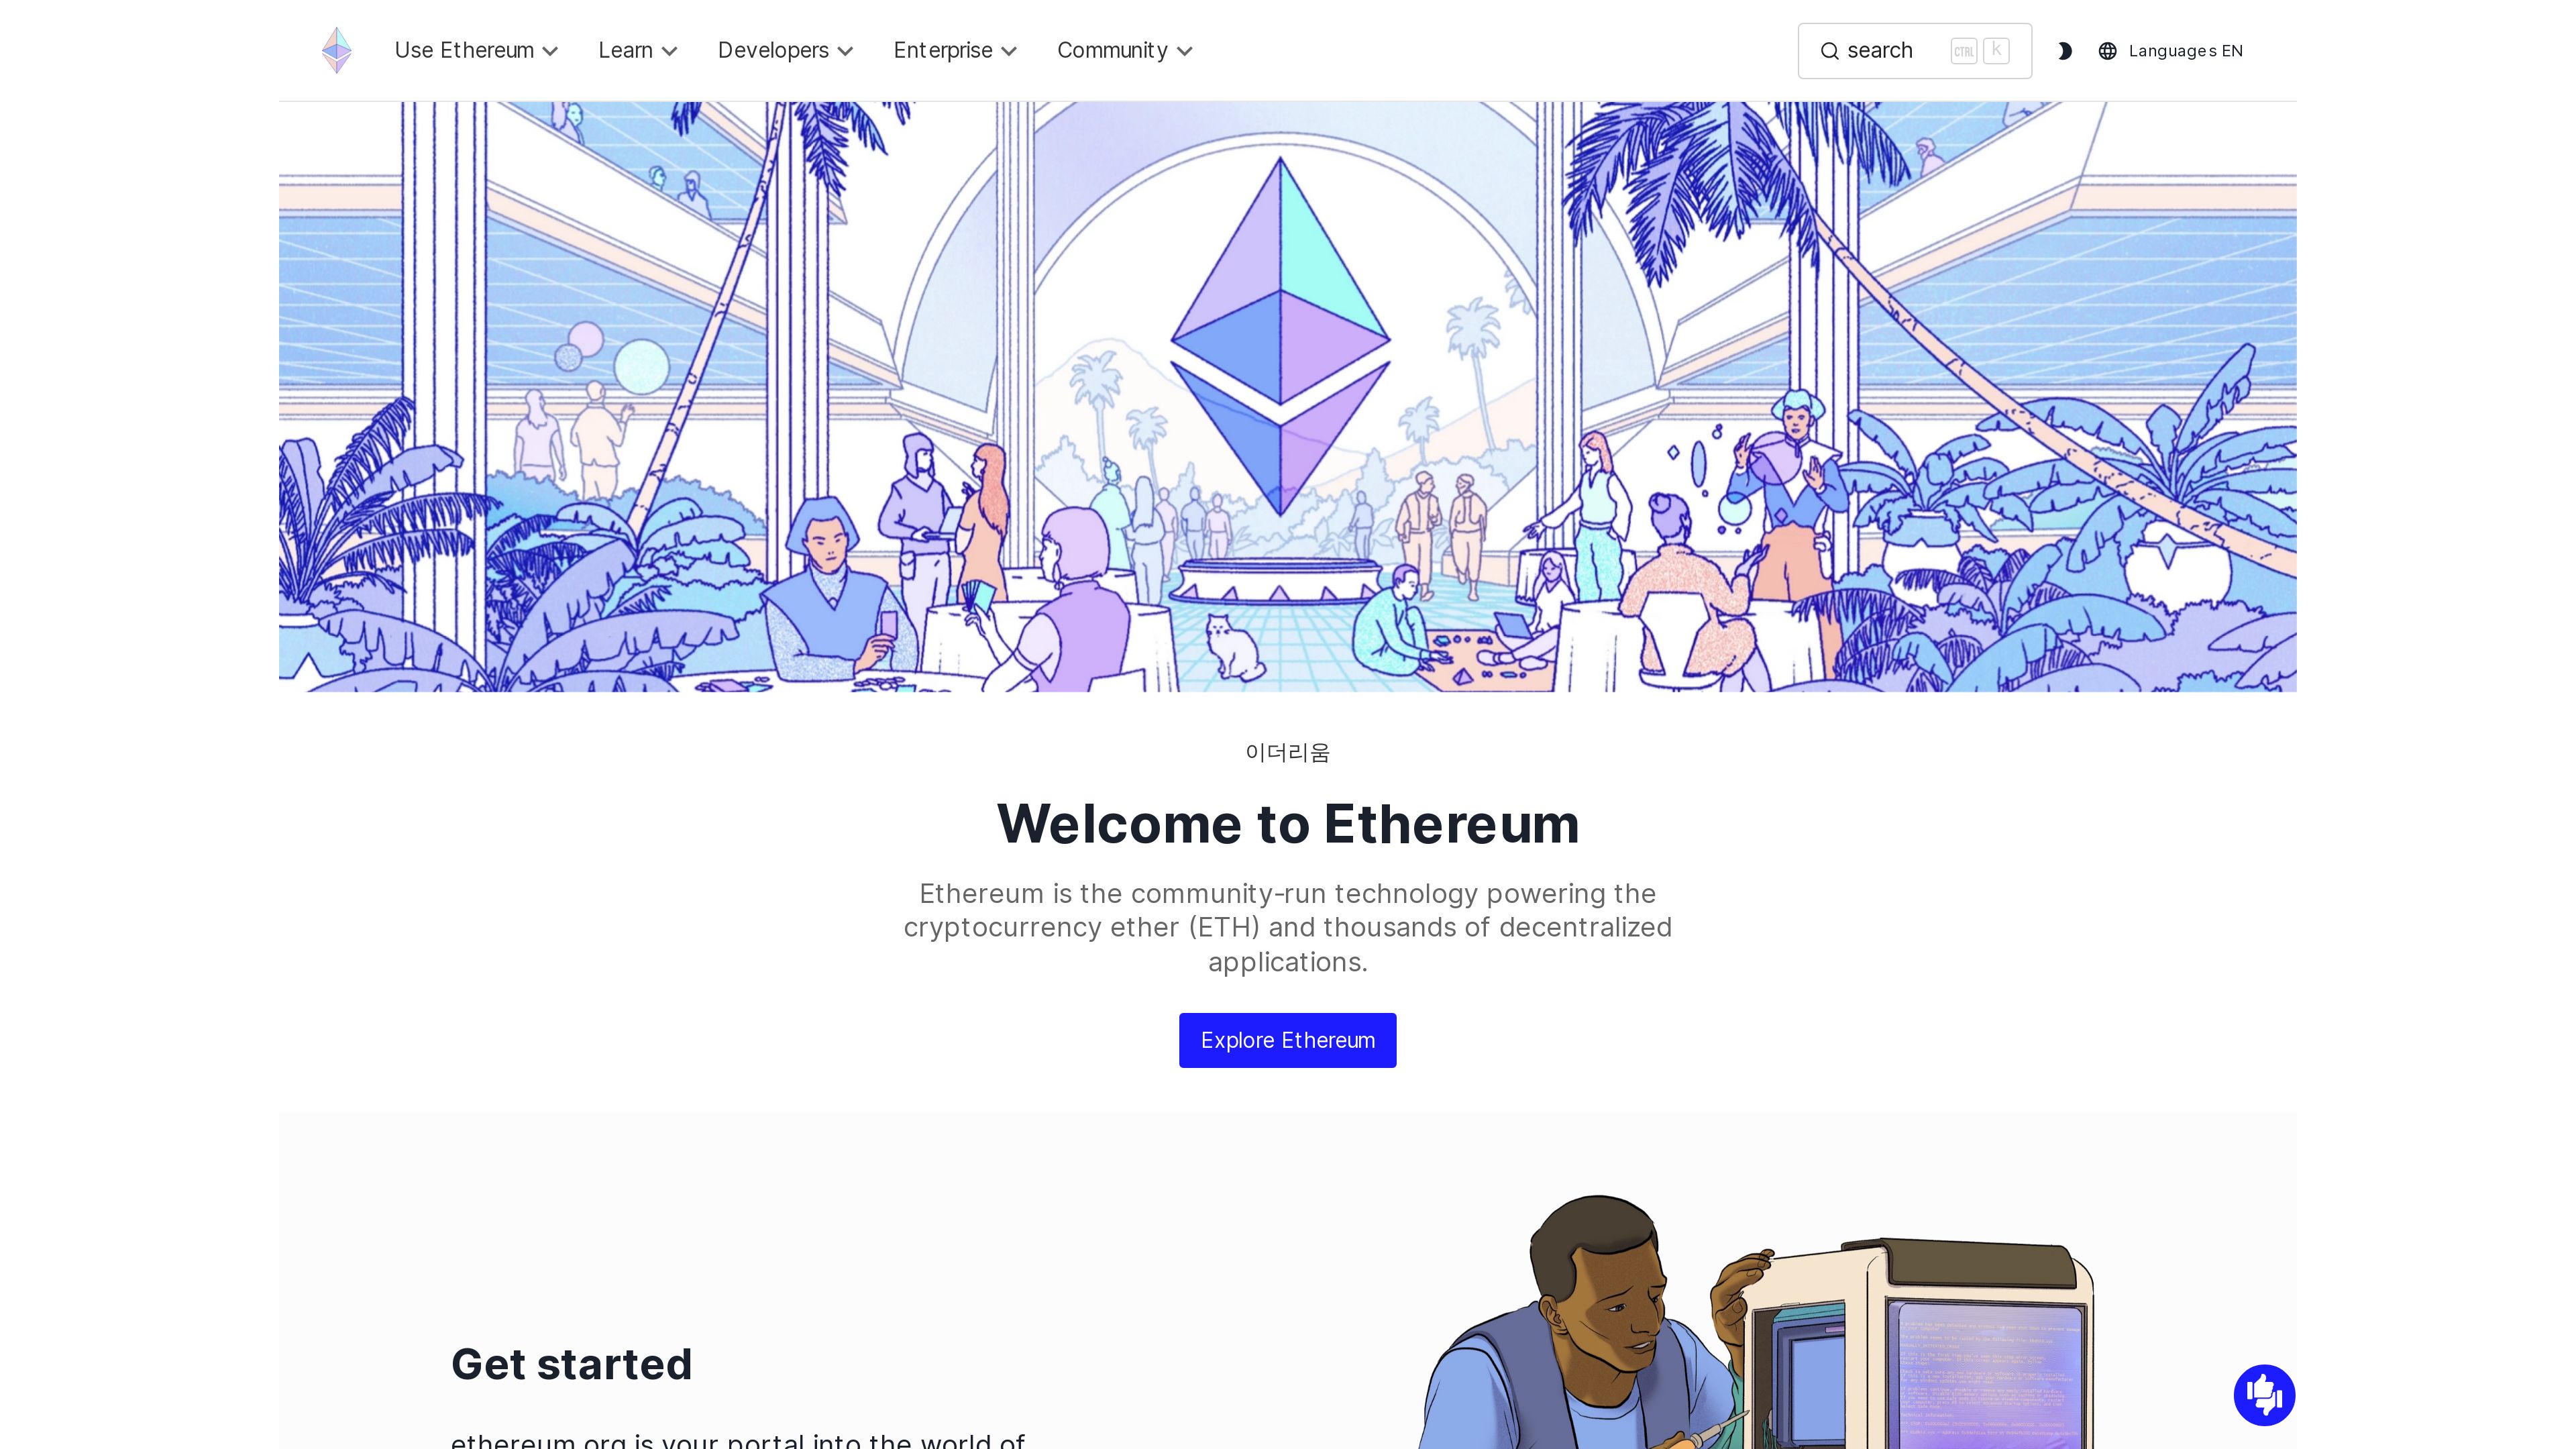 Use Ethereum
Learn
Developers
Enterprise
Community
search
CTRL
k
Languages EN
이더리움
Welcome to Ethereum
Ethereum is the community-run technology powering the
cryptocurrency ether (ETH) and thousands of decentralized
applications.
Explore Ethereum
Get started
ethereum.org is your portal into the world of